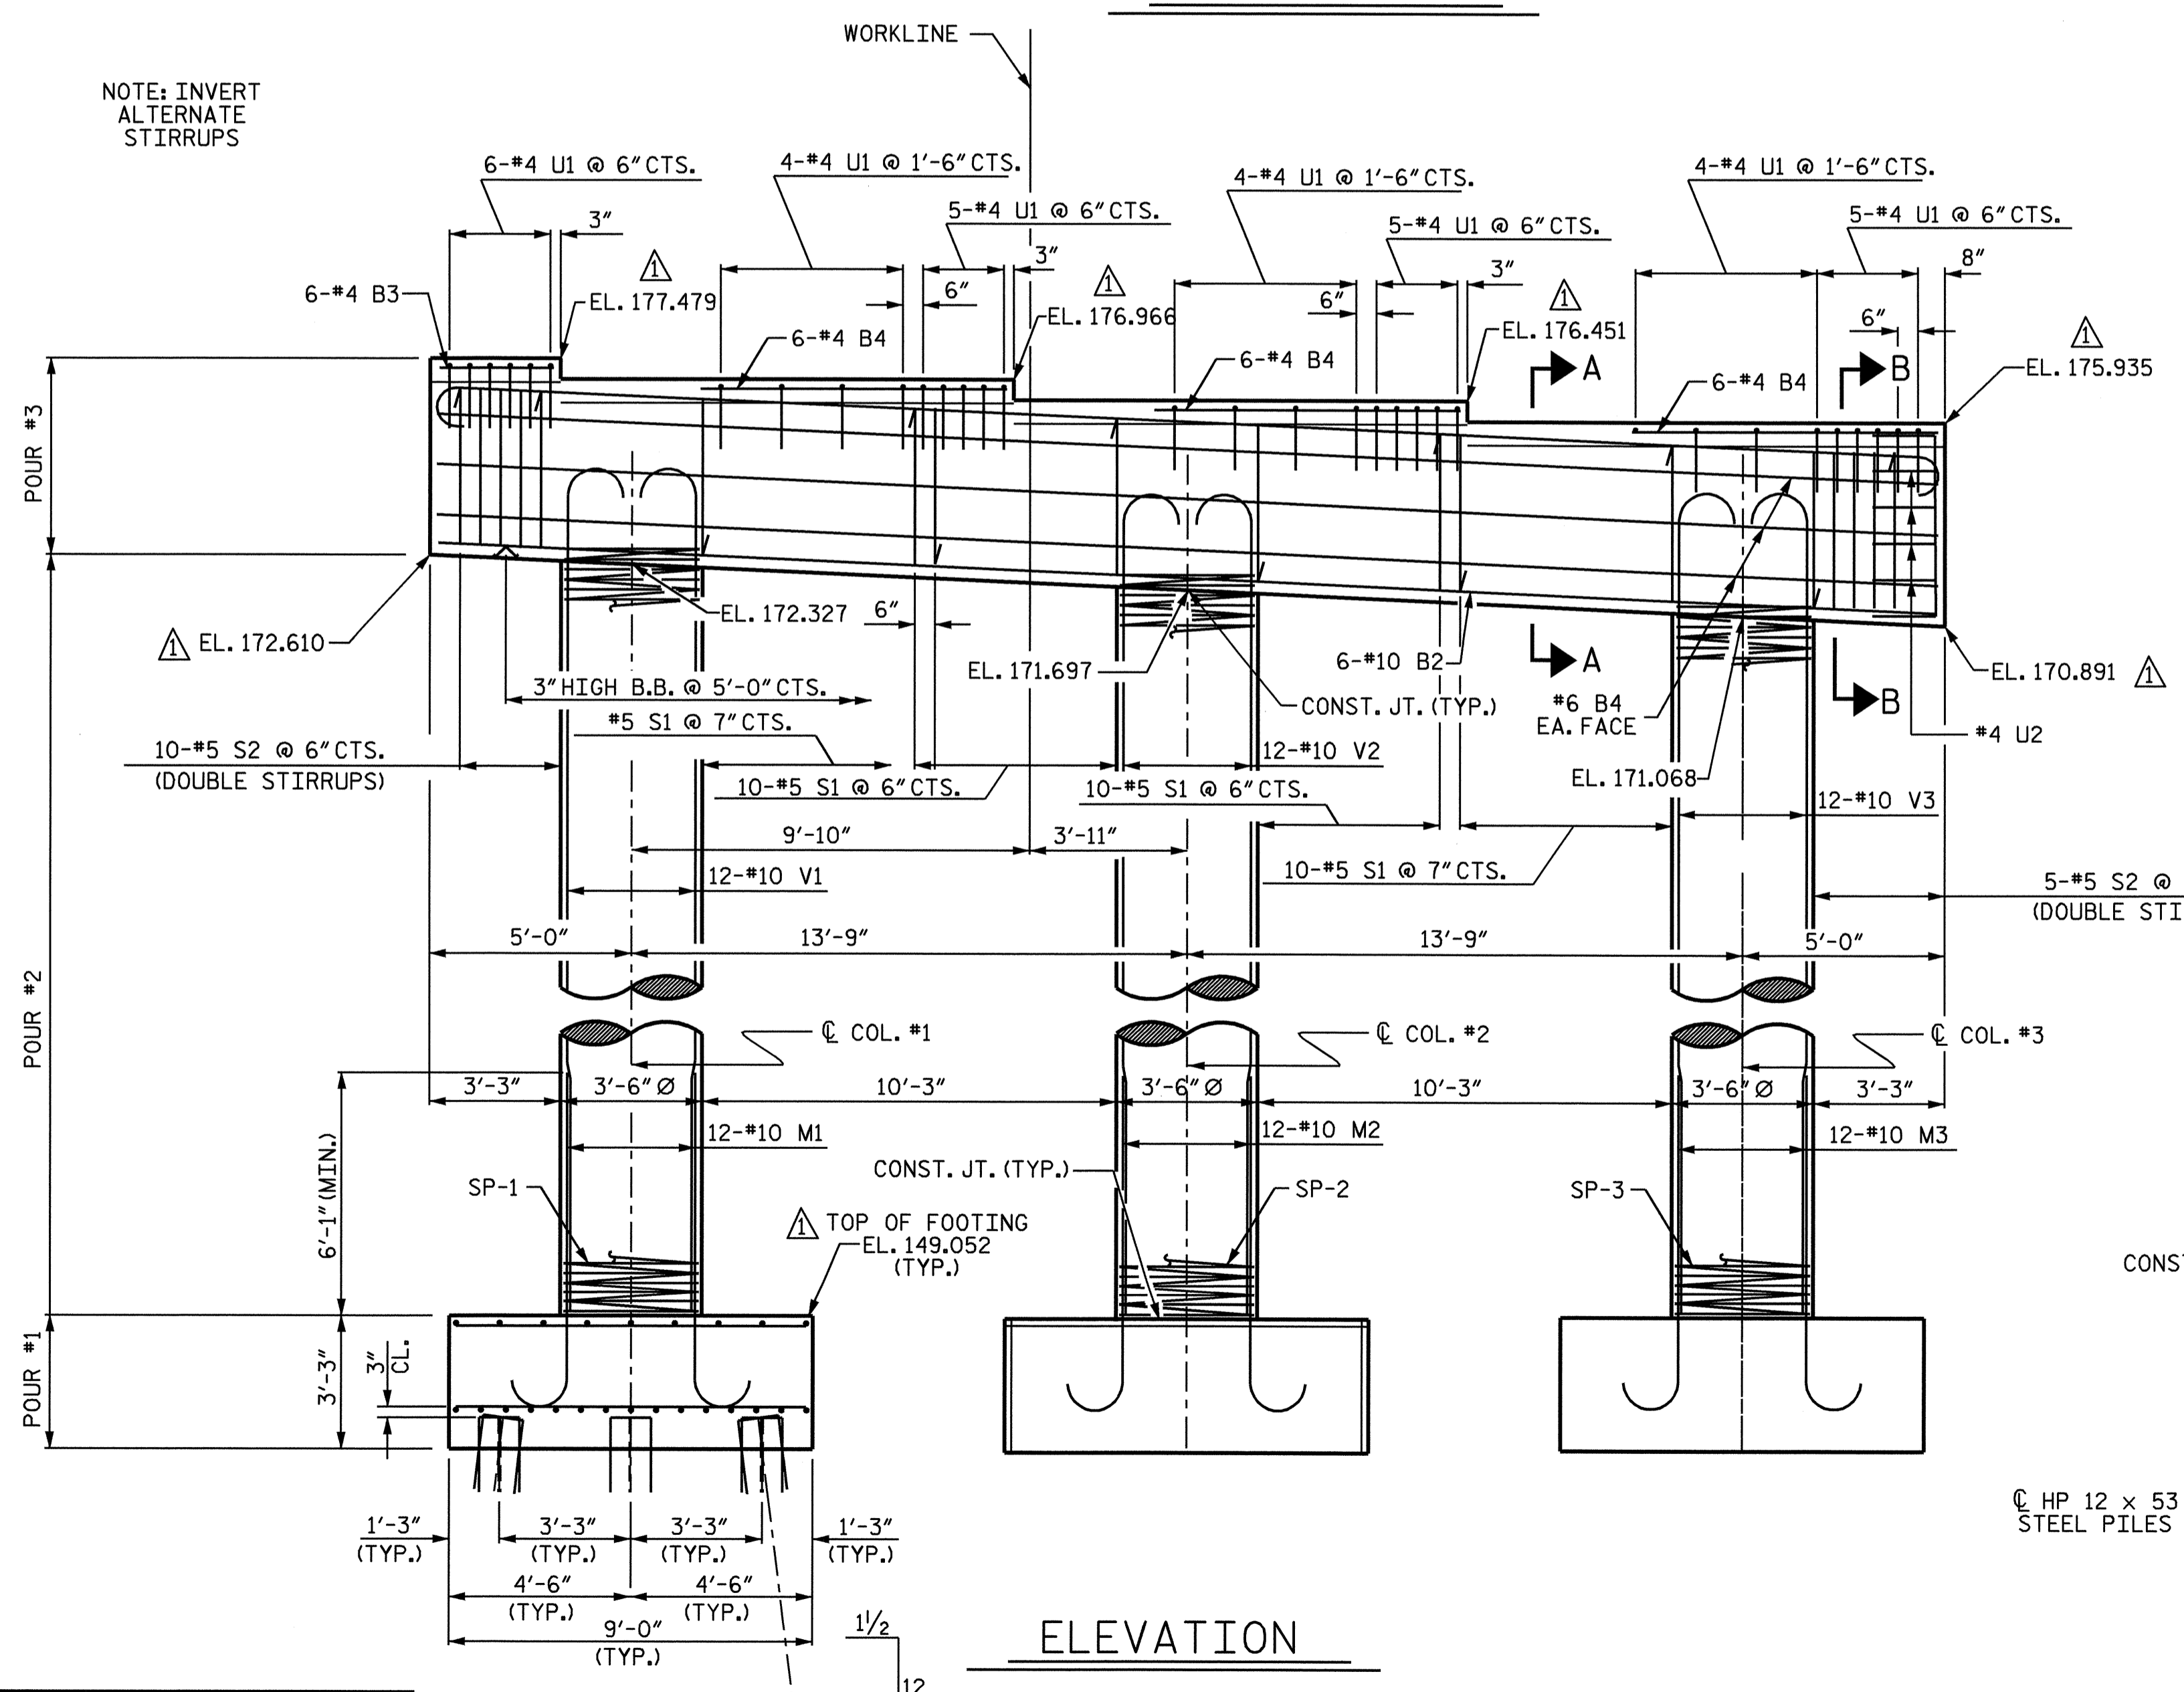 WORKLINE
NOTE: INVERT
ALTERNATE
STIRRUPS
6-#4 U1 @ 6" CTS.
4-#4 U1 @ 1'-6" CTS.
4-#4 U1 @ 1'-6" CTS.
4-#4 U1 @ 1'-6" CTS.
5-#4 U1 @ 6" CTS.
5-#4 U1 @ 6" CTS.
5-#4 U1 @ 6" CTS.
3"
3"
3"
8"
6"
6"
6"
1
1
1
1
6-#4 B3
EL. 177.479
EL. 176.966
EL. 176.451
EL. 175.935
6-#4 B4
6-#4 B4
6-#4 B4
A
B
POUR #3
EL. 172.327
6"
1 EL. 172.610
EL. 171.697
6-#10 B2
A
B
EL. 170.891 1
3" HIGH B.B. @ 5'-0" CTS.
CONST. JT. (TYP.)
#6 B4
EA. FACE
#4 U2
#5 S1 @ 7" CTS.
10-#5 S2 @ 6" CTS.
(DOUBLE STIRRUPS)
12-#10 V2
EL. 171.068
10-#5 S1 @ 6" CTS.
10-#5 S1 @ 6" CTS.
12-#10 V3
9'-10"
3'-11"
10-#5 S1 @ 7" CTS.
12-#10 V1
5-#5 S2 @
(DOUBLE STI
5'-0"
13'-9"
13'-9"
5'-0"
POUR #2
℄ COL. #1
℄ COL. #2
℄ COL. #3
3'-3"
3'-6" Ø
10'-3"
3'-6" Ø
10'-3"
3'-6" Ø
3'-3"
12-#10 M1
12-#10 M2
12-#10 M3
6'-1" (MIN.)
CONST. JT. (TYP.)
SP-1
SP-2
SP-3
1 TOP OF FOOTING
EL. 149.052
(TYP.)
CONST
POUR #1
3'-3"
3"
CL.
℄ HP 12 x 53
STEEL PILES
1'-3"
(TYP.)
3'-3"
(TYP.)
3'-3"
(TYP.)
1'-3"
(TYP.)
4'-6"
(TYP.)
4'-6"
(TYP.)
9'-0"
(TYP.)
1 1/2
12
ELEVATION